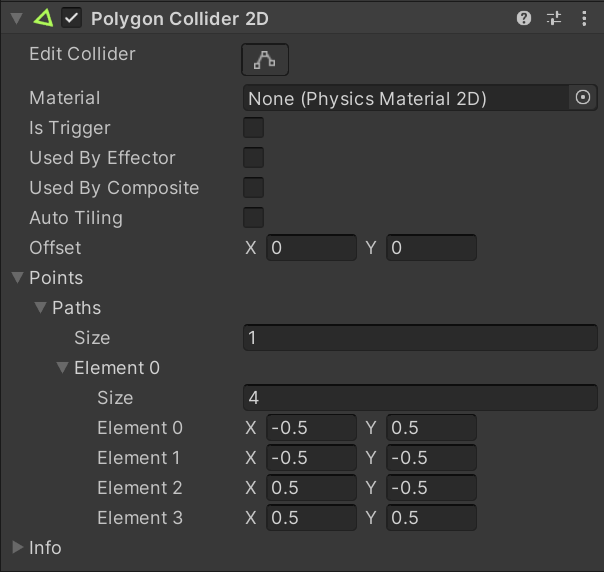 Polygon Collider 2D
Edit Collider
Material None (Physics Material 2D)
Is Trigger
Used By Effector
Used By Composite
Auto Tiling
Offset X 0 Y 0
Points
Paths
Size 1
Element 0
Size 4
Element 0 X -0.5 Y 0.5
Element 1 X -0.5 Y -0.5
Element 2 X 0.5 Y -0.5
Element 3 X 0.5 Y 0.5
Info